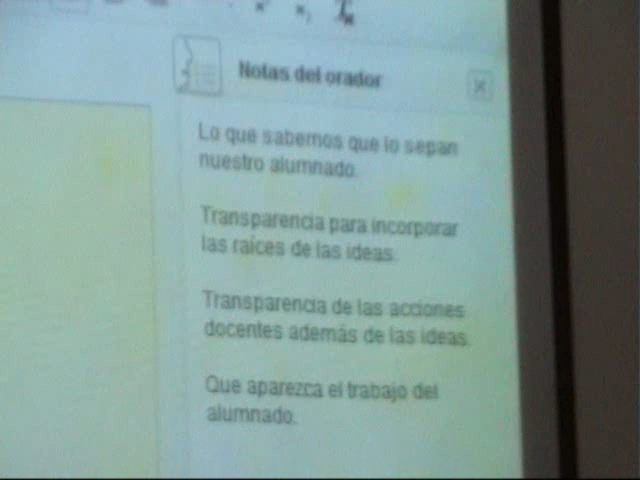 Notas del orador
Lo que sabemos que lo sepan
nuestro alumnado.
Transparencia para incorporar
las raíces de las ideas.
Transparencia de las acciones
docentes además de las ideas.
Que aparezca el trabajo del
alumnado.